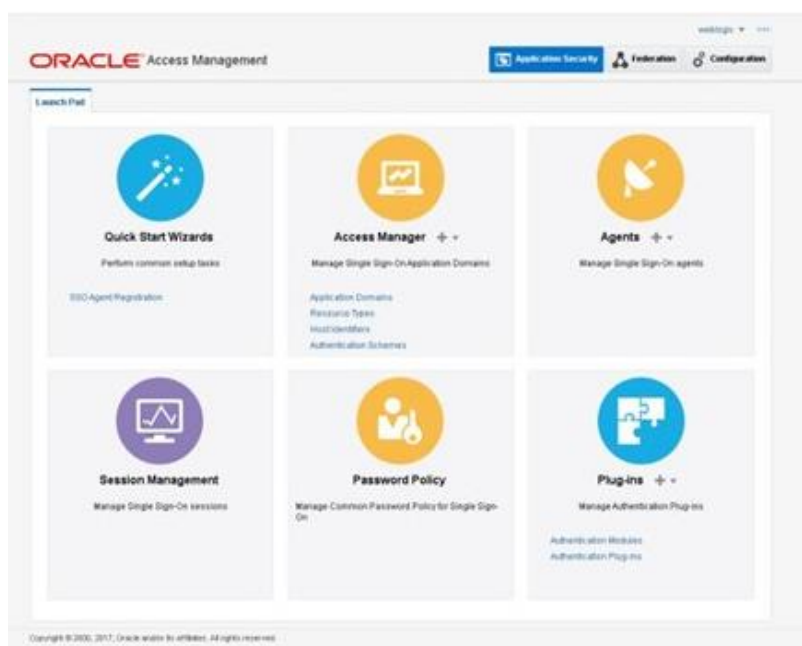 weblogic
ORACLE Access Management
Application Security
Federation
Configuration
Launch Pad
Quick Start Wizards
Perform common setup tasks
SSO Agent Registration
Access Manager
Manage Single Sign-On Application Domains
Application Domains
Resource Types
Host Identifiers
Authentication Schemes
Agents
Manage Single Sign-On agents
Session Management
Manage Single Sign-On sessions
Password Policy
Manage Common Password Policy for Single Sign-
On
Plug-ins
Manage Authentication Plug-ins
Authentication Modules
Authentication Plug-ins
Copyright © 2000, 2017, Oracle and/or its affiliates. All rights reserved.